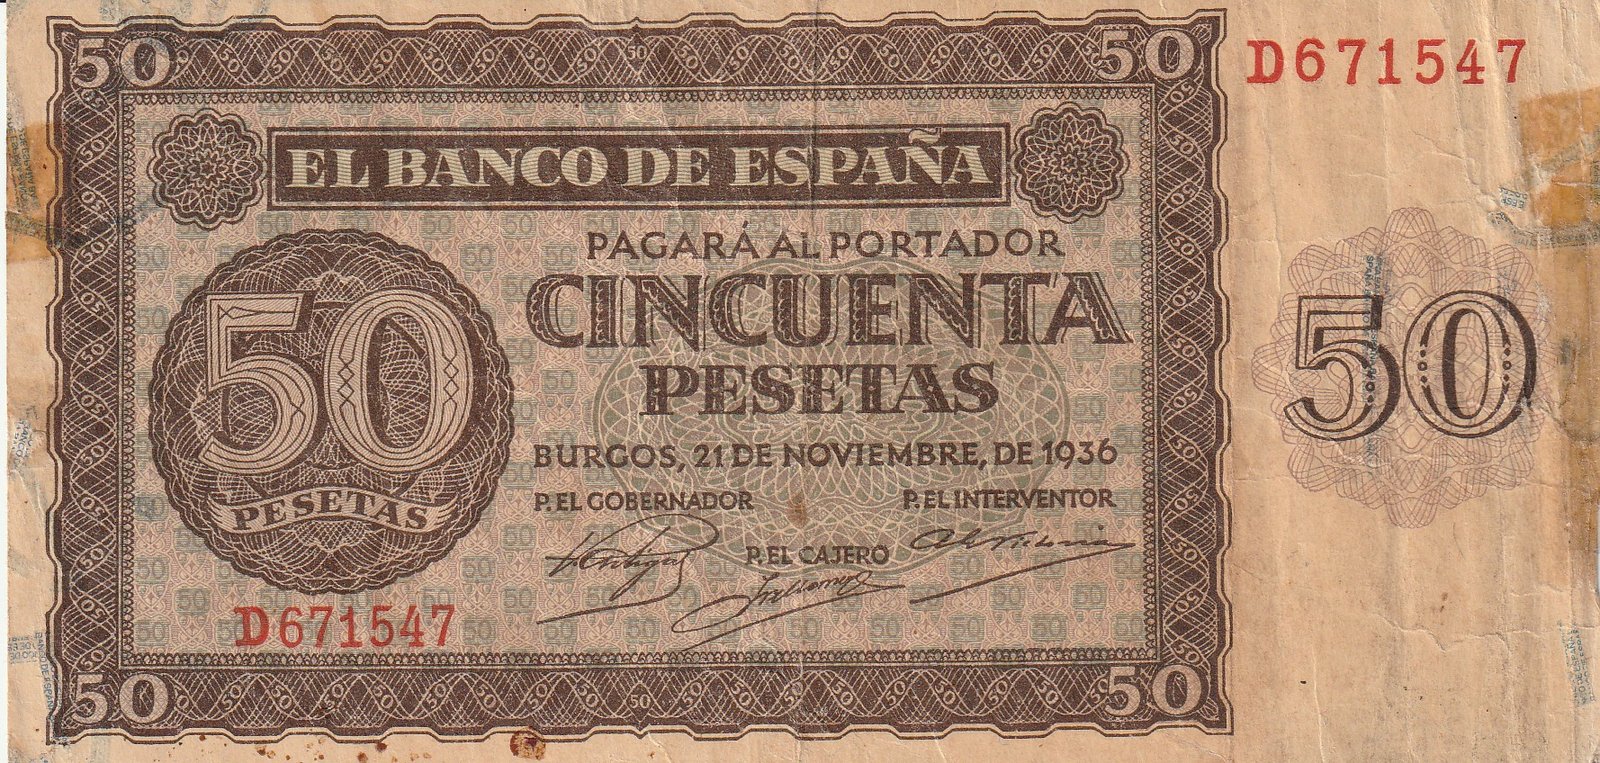 50 50 D671547
EL BANCO DE ESPAÑA
PAGARÁ AL PORTADOR
CINCUENTA
PESETAS
50
PESETAS
50
BURGOS, 21 DE NOVIEMBRE, DE 1936
P. EL GOBERNADOR P. EL INTERVENTOR
P. EL CAJERO
D671547
50 50